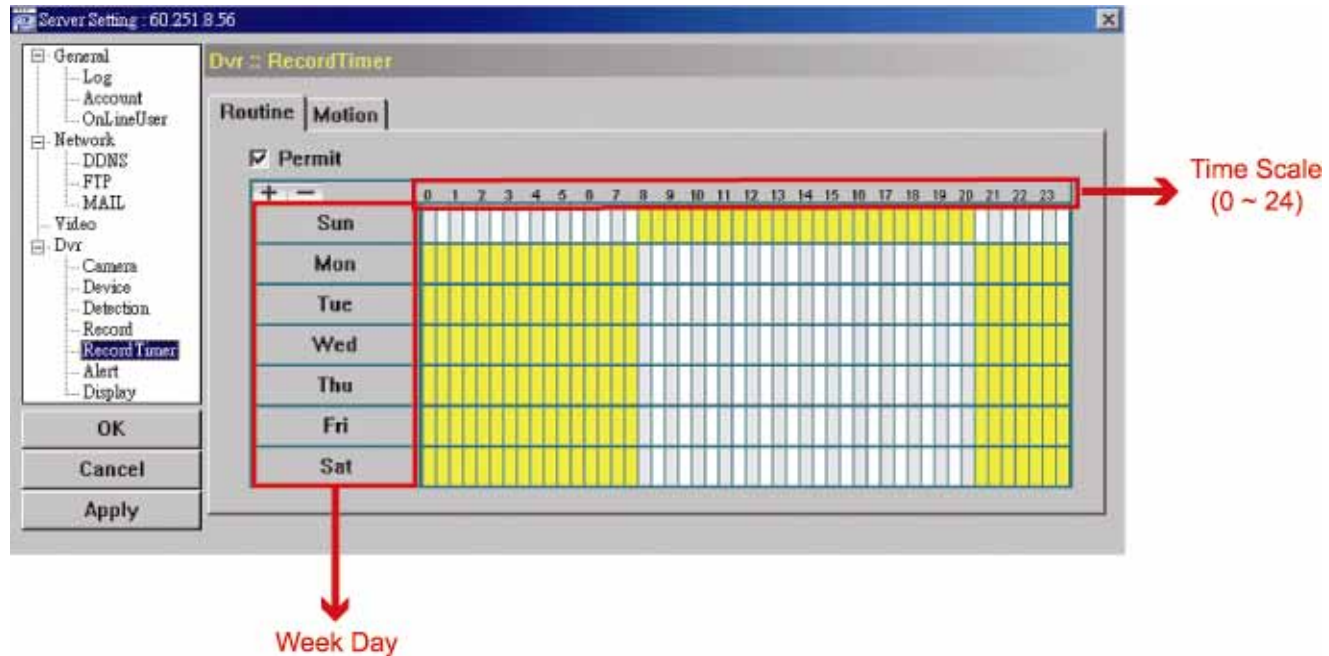 Server Setting : 60.251.8.56
General
Log
Account
OnLineUser
Network
DDNS
FTP
MAIL
Video
Dvr
Camera
Device
Detection
Record
RecordTimer
Alert
Display
OK
Cancel
Apply
Dvr :: RecordTimer
Routine Motion
Permit
+ − 0 1 2 3 4 5 6 7 8 9 10 11 12 13 14 15 16 17 18 19 20 21 22 23
Sun
Mon
Tue
Wed
Thu
Fri
Sat
Time Scale
(0 ~ 24)
Week Day